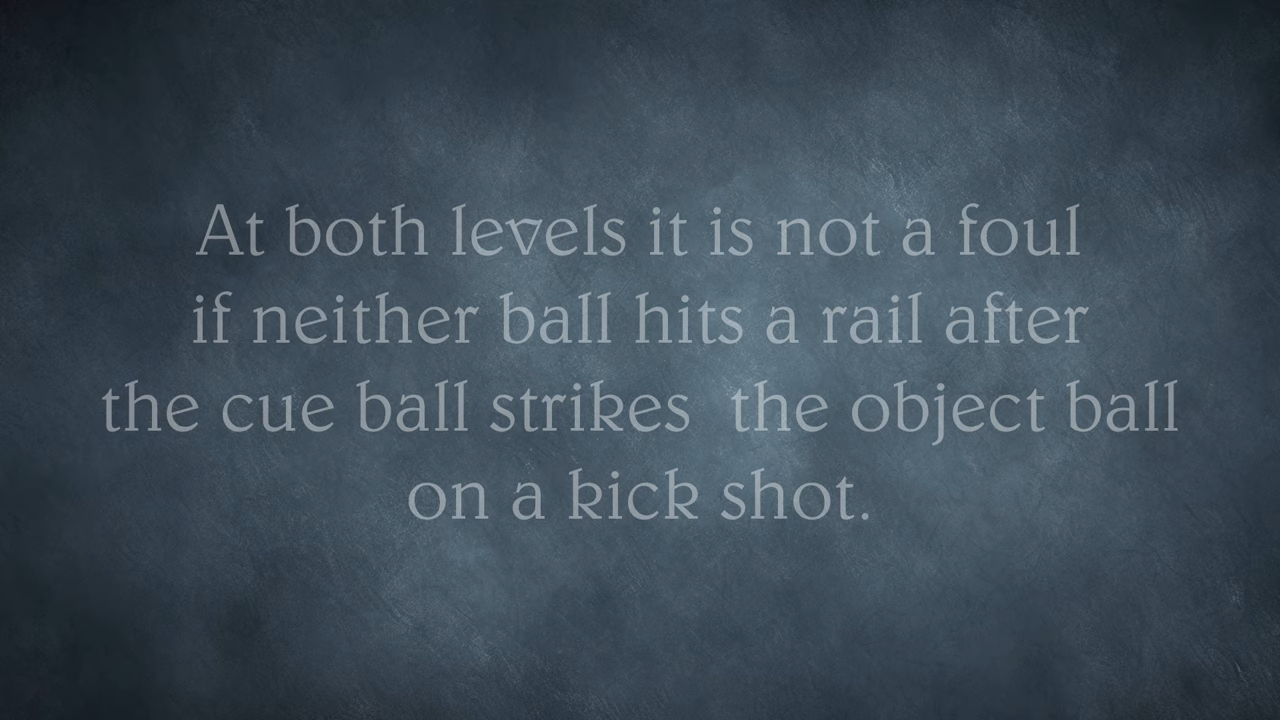 At both levels it is not a foul
if neither ball hits a rail after
the cue ball strikes  the object ball
on a kick shot.